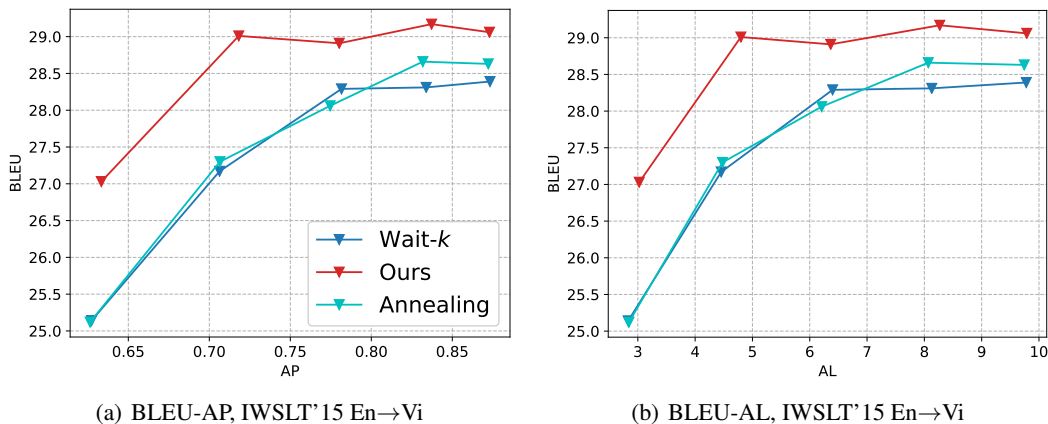 29.0
28.5
28.0
27.5
27.0
26.5
26.0
25.5
25.0
BLEU
0.65 0.70 0.75 0.80 0.85
AP
Wait-k
Ours
Annealing
(a) BLEU-AP, IWSLT'15 En→Vi
29.0
28.5
28.0
27.5
27.0
26.5
26.0
25.5
25.0
BLEU
3 4 5 6 7 8 9 10
AL
(b) BLEU-AL, IWSLT'15 En→Vi